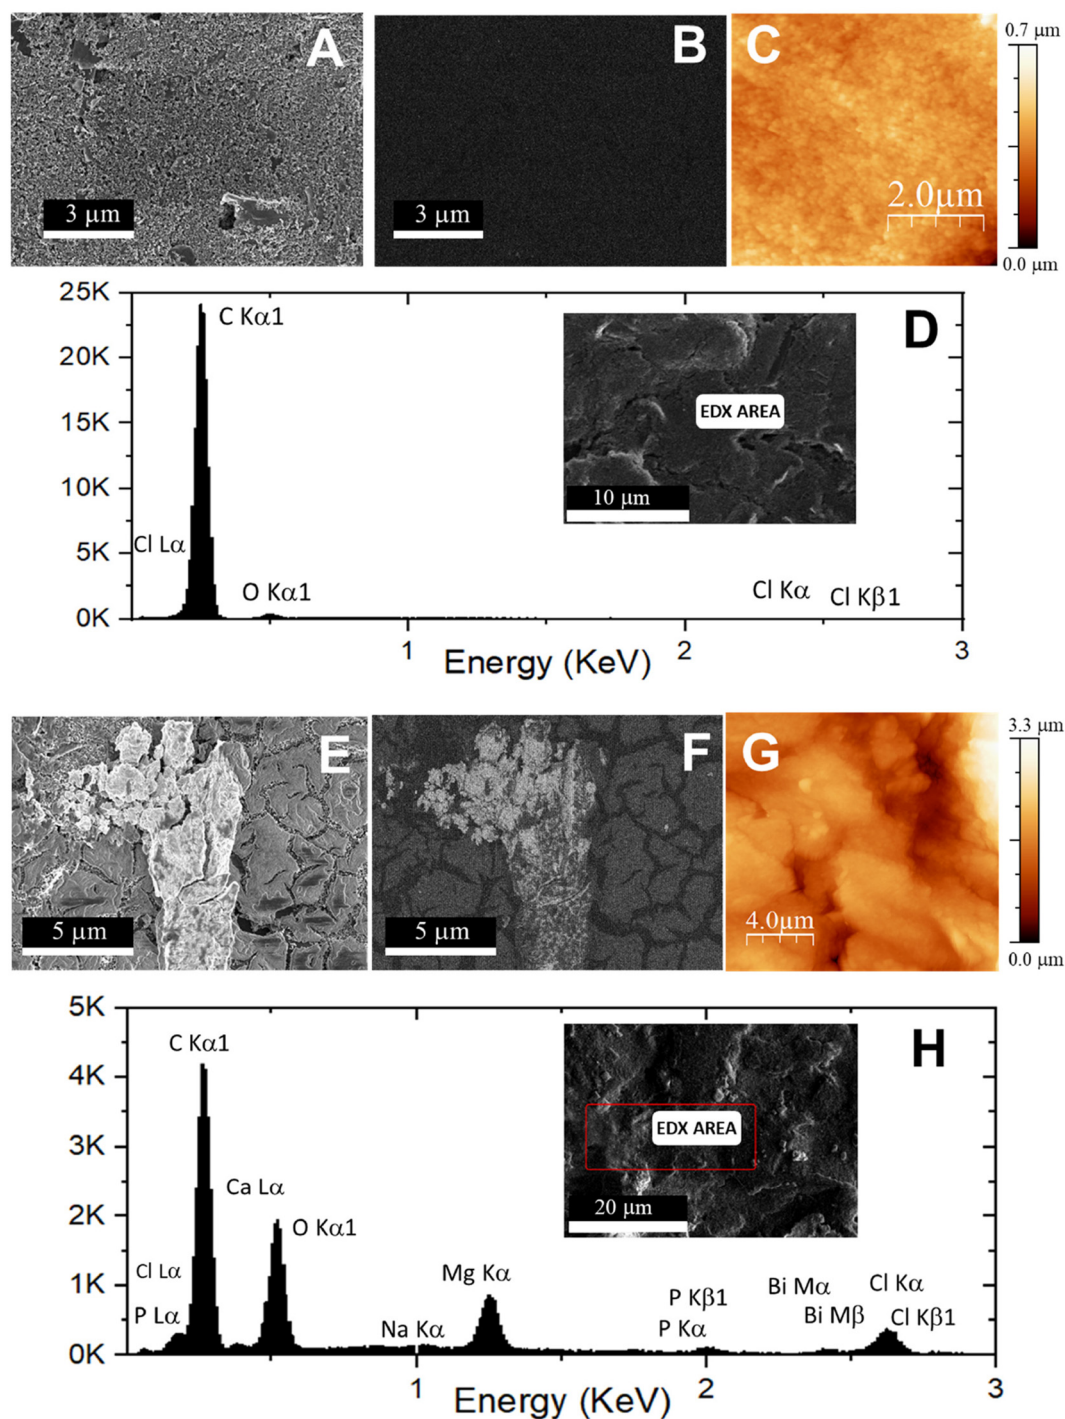 A
3 µm
B
3 µm
C
2.0µm
0.7 µm
0.0 µm
25K
20K
15K
10K
5K
0K
C Kα1
Cl Lα
O Kα1
D
EDX AREA
10 µm
Cl Kα
Cl Kβ1
1
2
3
Energy (KeV)
E
5 µm
F
5 µm
G
4.0µm
3.3 µm
0.0 µm
5K
4K
3K
2K
1K
0K
C Kα1
Ca Lα
O Kα1
Cl Lα
P Lα
Na Kα
Mg Kα
H
EDX AREA
20 µm
P Kβ1
P Kα
Bi Mα
Bi Mβ
Cl Kα
Cl Kβ1
1
2
3
Energy (KeV)